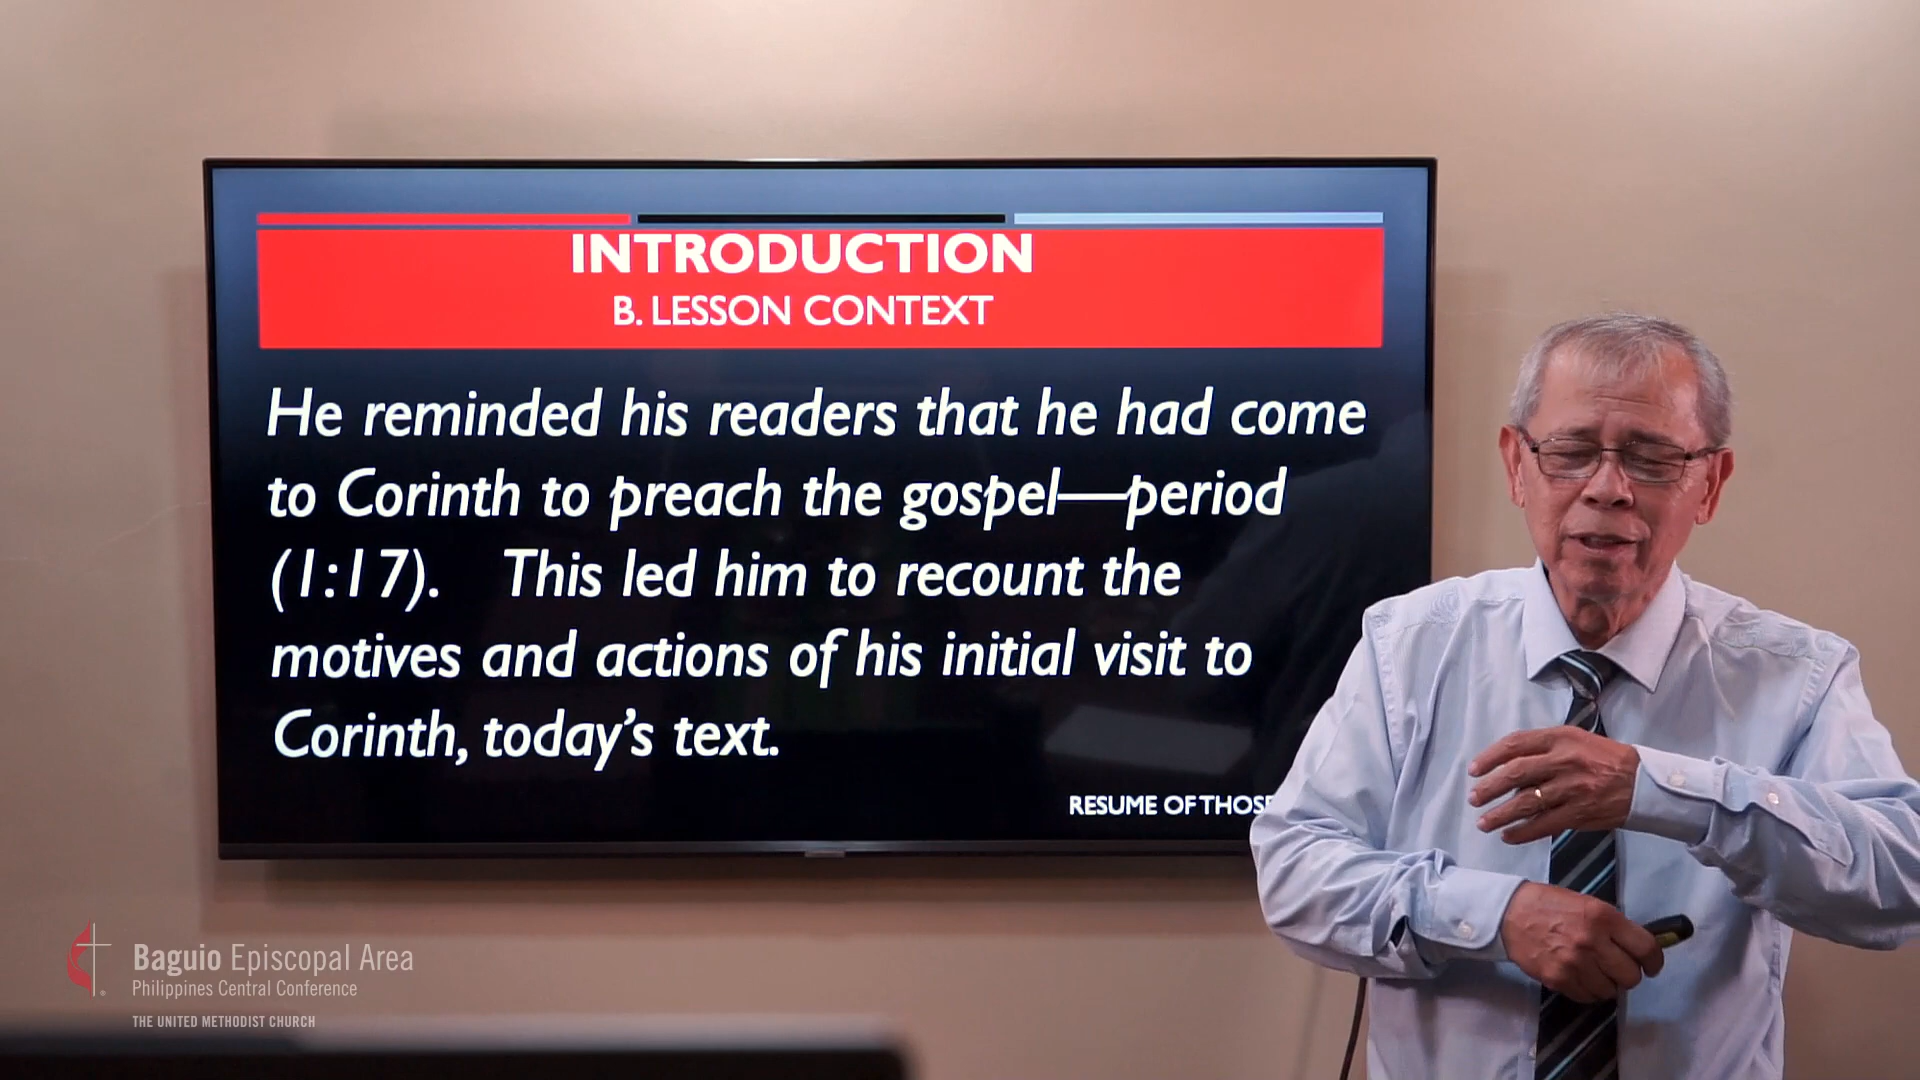 INTRODUCTION
B. LESSON CONTEXT
He reminded his readers that he had come
to Corinth to preach the gospel—period
(1:17). This led him to recount the
motives and actions of his initial visit to
Corinth, today's text.
RESUME OF THOSE
Baguio Episcopal Area
Philippines Central Conference
THE UNITED METHODIST CHURCH